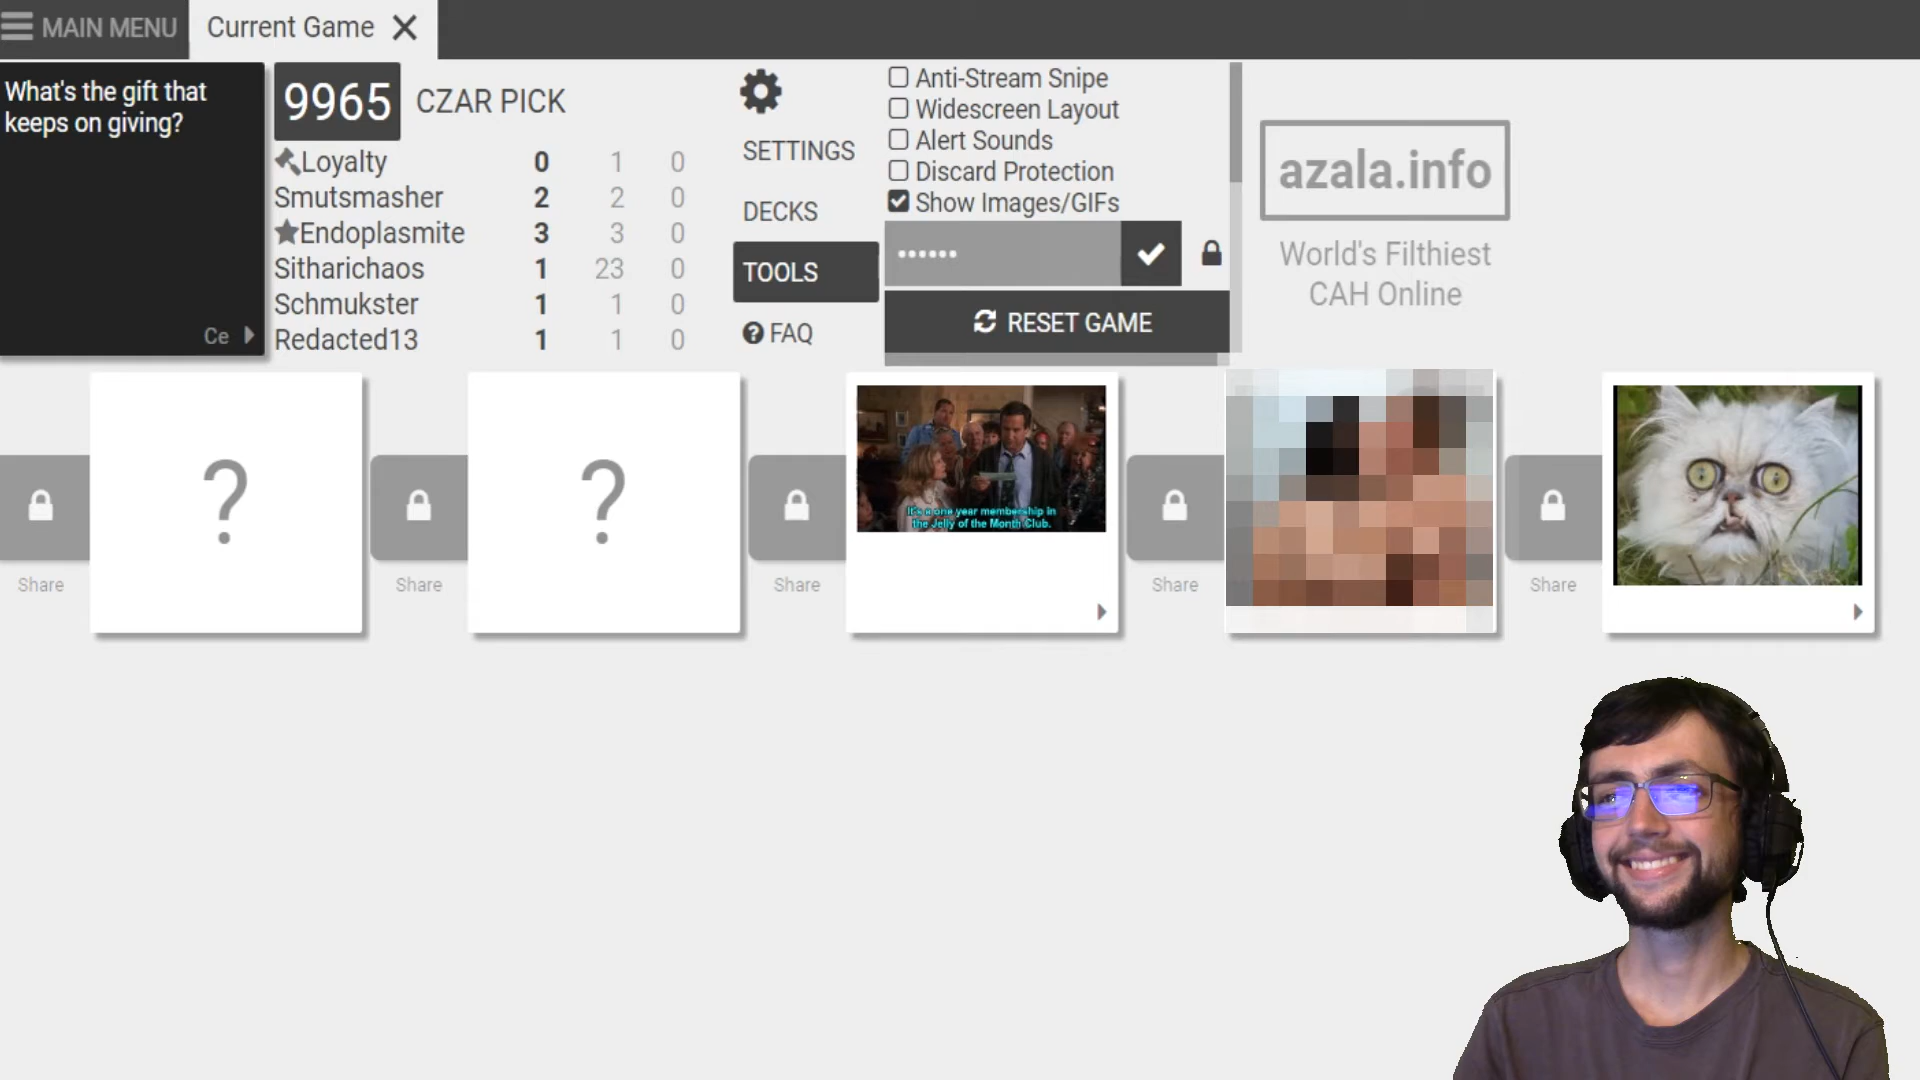 MAIN MENU
Current Game
What's the gift that
keeps on giving?
Ce
9965
CZAR PICK
Loyalty 0 1 0
Smutsmasher 2 2 0
Endoplasmite 3 3 0
Sitharichaos 1 23 0
Schmukster 1 1 0
Redacted13 1 1 0
SETTINGS
DECKS
TOOLS
? FAQ
Anti-Stream Snipe
Widescreen Layout
Alert Sounds
Discard Protection
Show Images/GIFs
••••••
RESET GAME
azala.info
World's Filthiest
CAH Online
?
?
It's a one year membership in
the Jelly of the Month Club.
Share
Share
Share
Share
Share